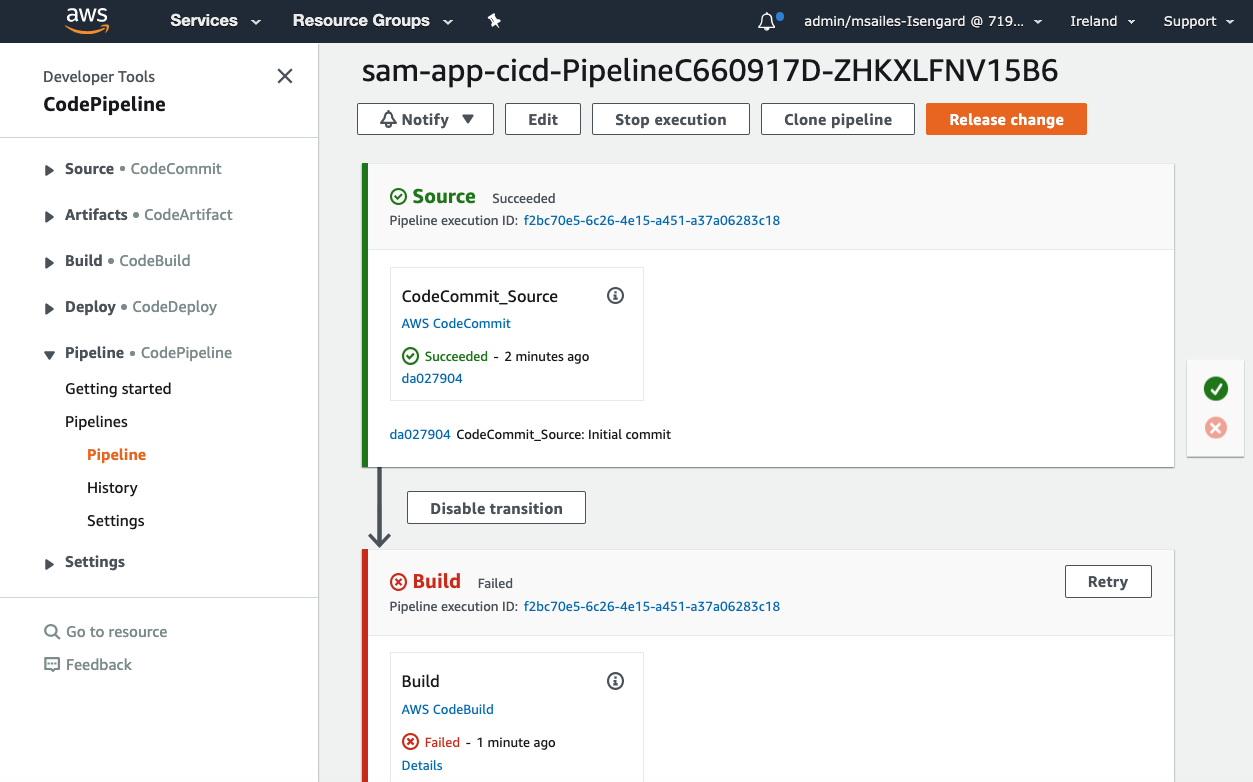 aws Services Resource Groups admin/msailes-Isengard @ 719... Ireland Support
Developer Tools
CodePipeline
Source • CodeCommit
Artifacts • CodeArtifact
Build • CodeBuild
Deploy • CodeDeploy
Pipeline • CodePipeline
Getting started
Pipelines
Pipeline
History
Settings
Settings
Go to resource
Feedback
sam-app-cicd-PipelineC660917D-ZHKXLFNV15B6
Notify Edit Stop execution Clone pipeline Release change
Source Succeeded
Pipeline execution ID: f2bc70e5-6c26-4e15-a451-a37a06283c18
CodeCommit_Source
AWS CodeCommit
Succeeded - 2 minutes ago
da027904
da027904 CodeCommit_Source: Initial commit
Disable transition
Build Failed
Retry
Pipeline execution ID: f2bc70e5-6c26-4e15-a451-a37a06283c18
Build
AWS CodeBuild
Failed - 1 minute ago
Details